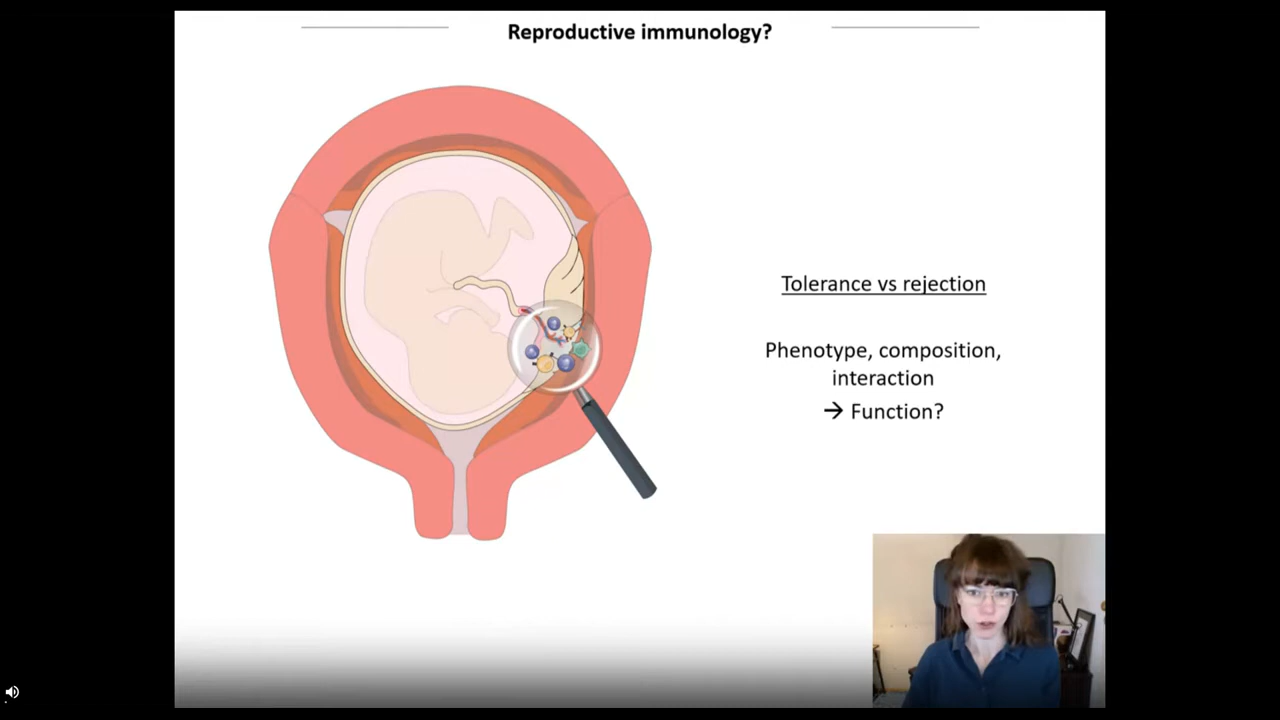 Reproductive immunology?
Tolerance vs rejection
Phenotype, composition,
interaction
→ Function?